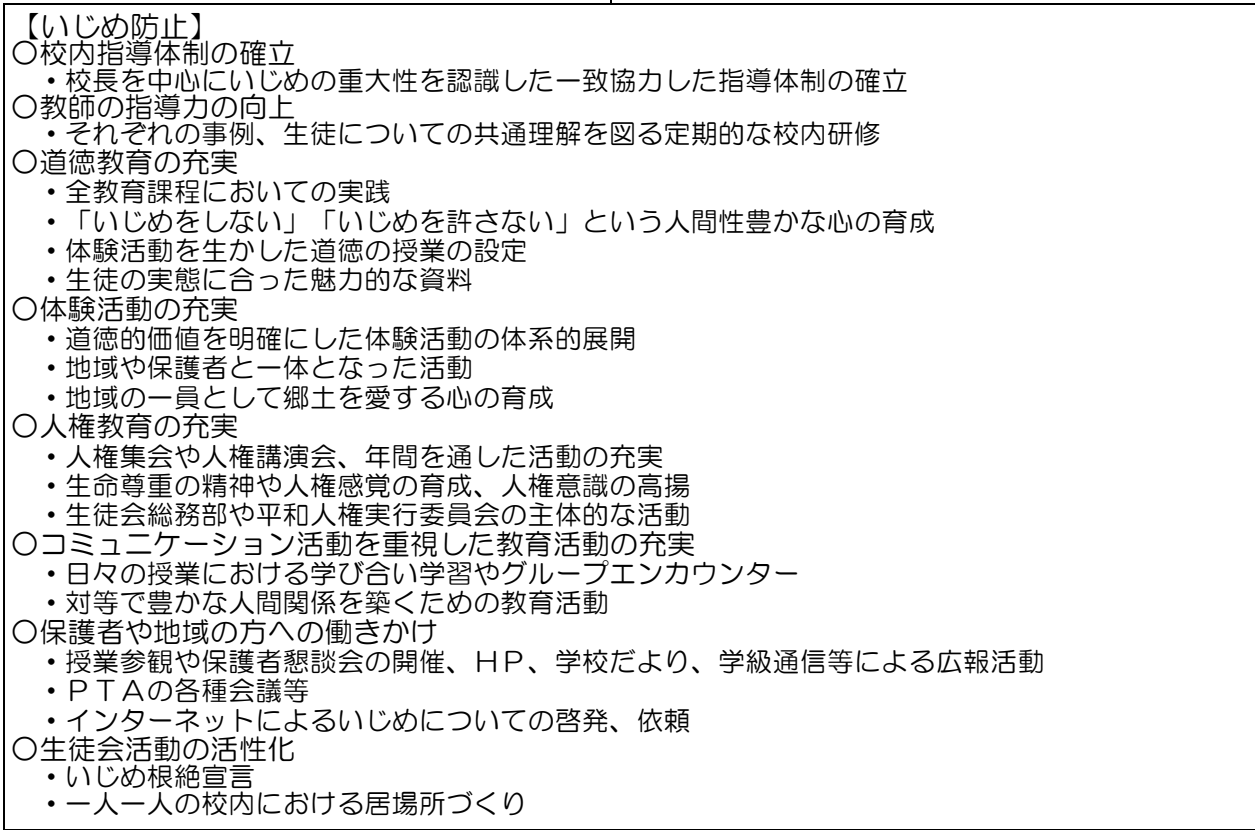 【いじめ防止】
〇校内指導体制の確立
・校長を中心にいじめの重大性を認識した一致協力した指導体制の確立
〇教師の指導力の向上
・それぞれの事例、生徒についての共通理解を図る定期的な校内研修
〇道徳教育の充実
・全教育課程においての実践
・「いじめをしない」「いじめを許さない」という人間性豊かな心の育成
・体験活動を生かした道徳の授業の設定
・生徒の実態に合った魅力的な資料
〇体験活動の充実
・道徳的価値を明確にした体験活動の体系的展開
・地域や保護者と一体となった活動
・地域の一員として郷土を愛する心の育成
〇人権教育の充実
・人権集会や人権講演会、年間を通した活動の充実
・生命尊重の精神や人権感覚の育成、人権意識の高揚
・生徒会総務部や平和人権実行委員会の主体的な活動
〇コミュニケーション活動を重視した教育活動の充実
・日々の授業における学び合い学習やグループエンカウンター
・対等で豊かな人間関係を築くための教育活動
〇保護者や地域の方への働きかけ
・授業参観や保護者懇談会の開催、ＨＰ、学校だより、学級通信等による広報活動
・ＰＴＡの各種会議等
・インターネットによるいじめについての啓発、依頼
〇生徒会活動の活性化
・いじめ根絶宣言
・一人一人の校内における居場所づくり